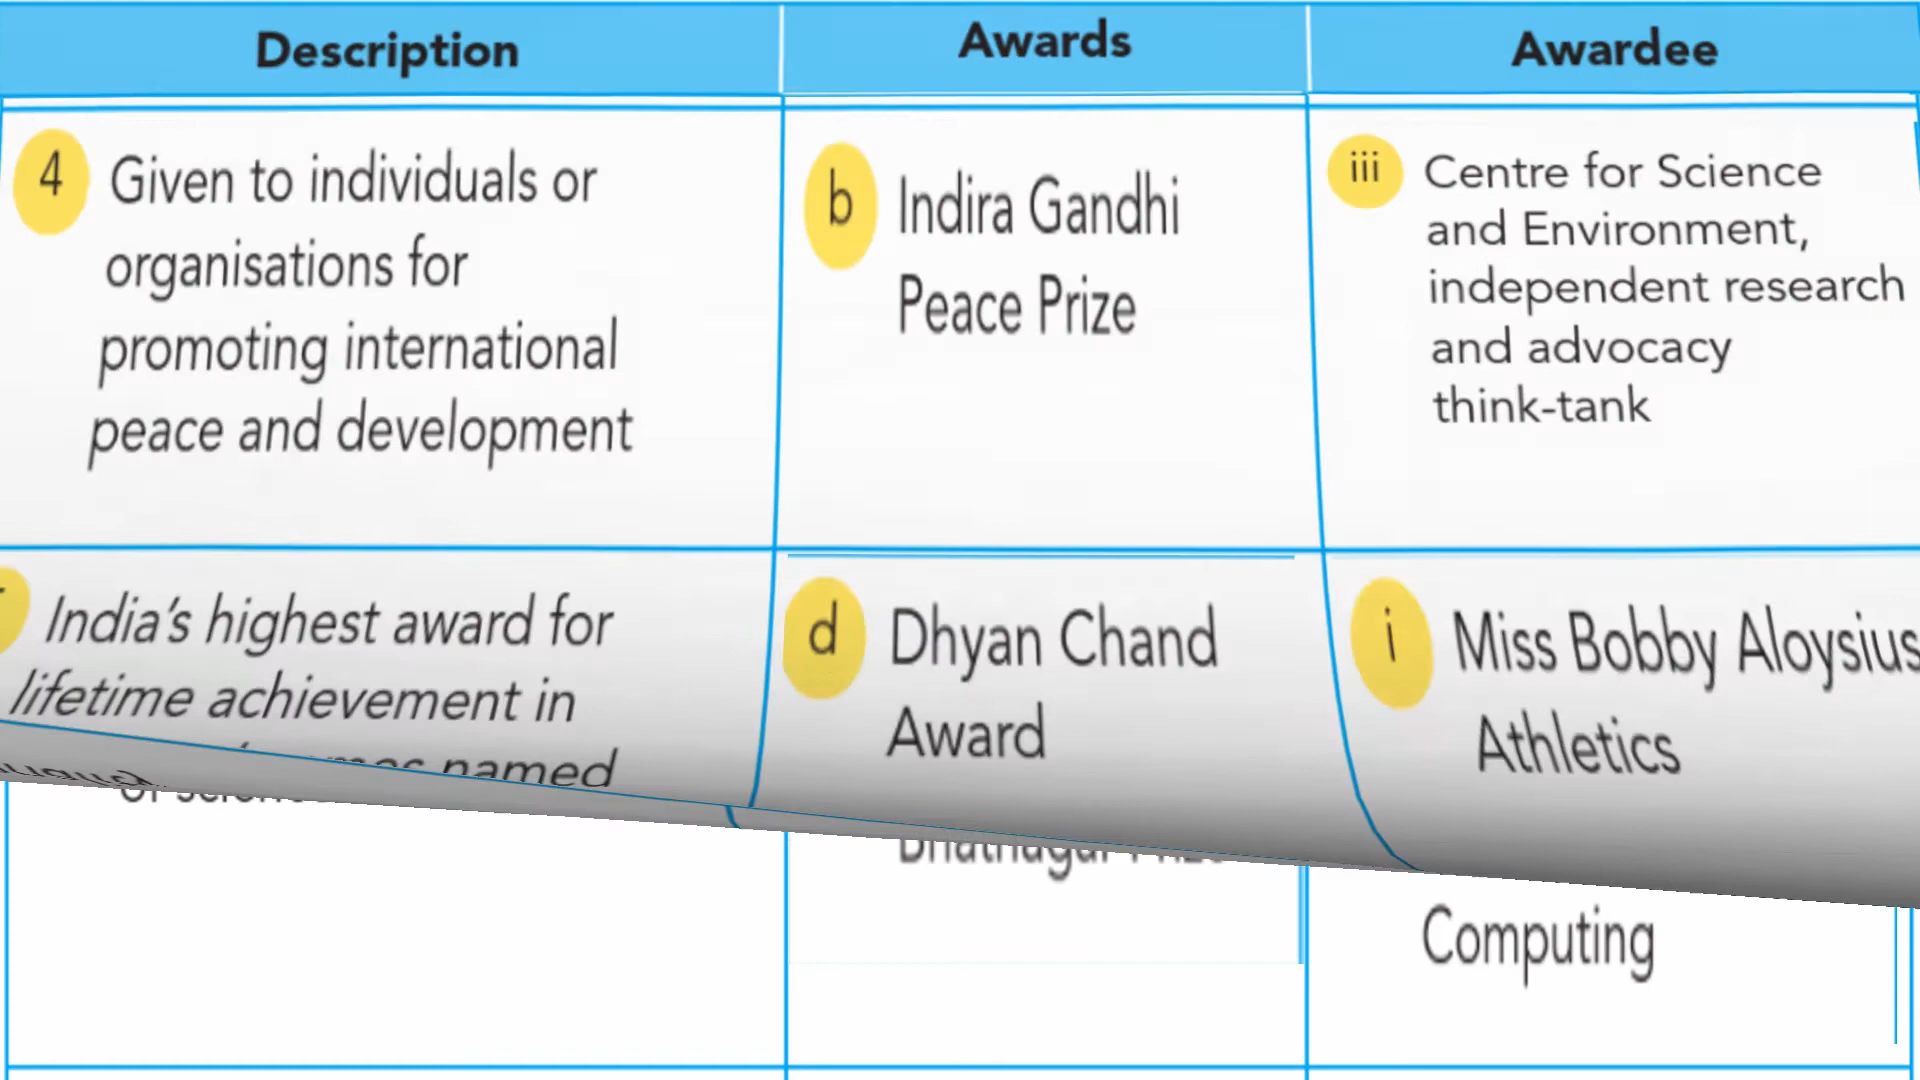 Description
Awards
Awardee
4
Given to individuals or
organisations for
promoting international
peace and development
b
Indira Gandhi
Peace Prize
iii
Centre for Science
and Environment,
independent research
and advocacy
think-tank
India's highest award for
lifetime achievement in
named
d
Dhyan Chand
Award
i
Miss Bobby Aloysius
Athletics
Computing